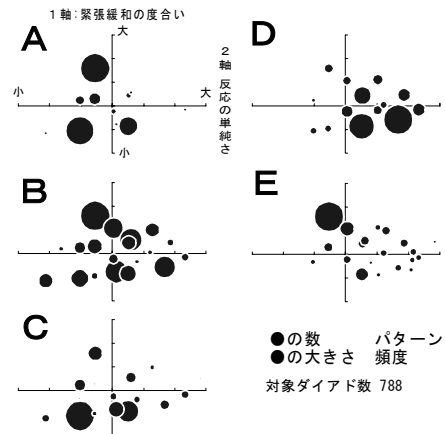 1軸:緊張緩和の度合い
A
大
小
大
小
2軸 反応の単純さ
D
B
E
C
●の数 パターン
●の大きさ 頻度
対象ダイアド数 788